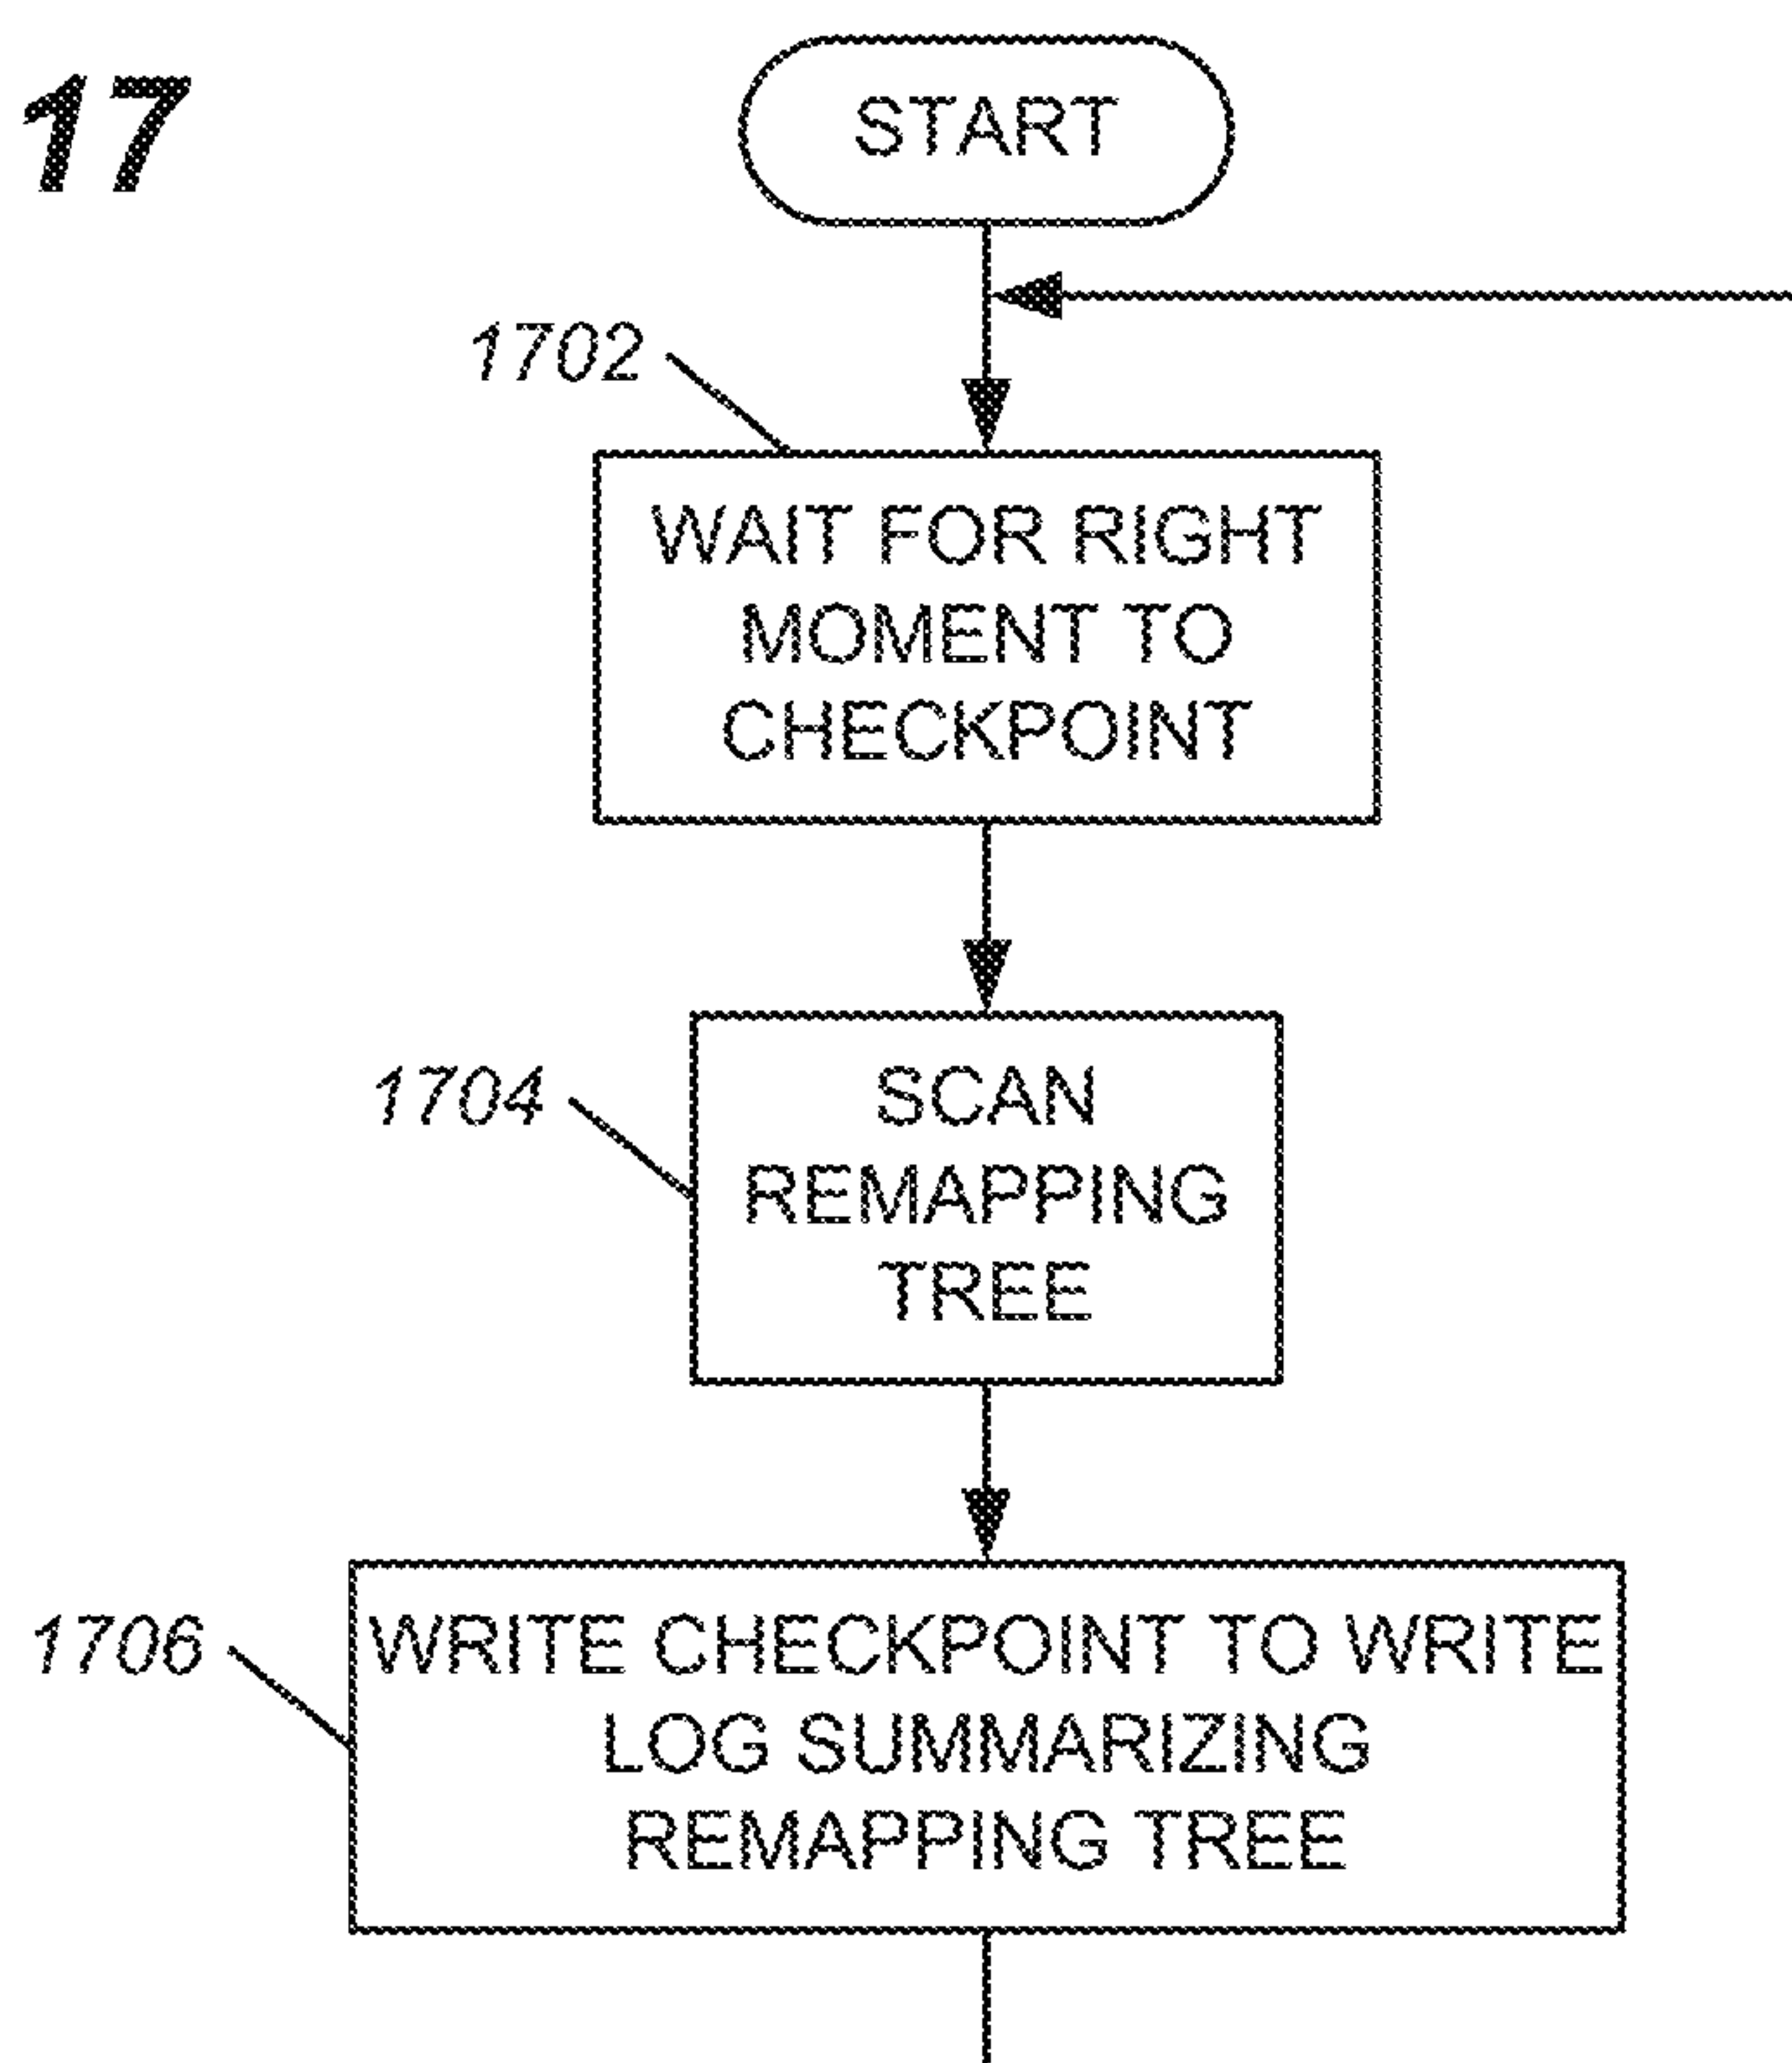 17
START
1702
WAIT FOR RIGHT
MOMENT TO
CHECKPOINT
1704
SCAN
REMAPPING
TREE
1706
WRITE CHECKPOINT TO WRITE
LOG SUMMARIZING
REMAPPING TREE